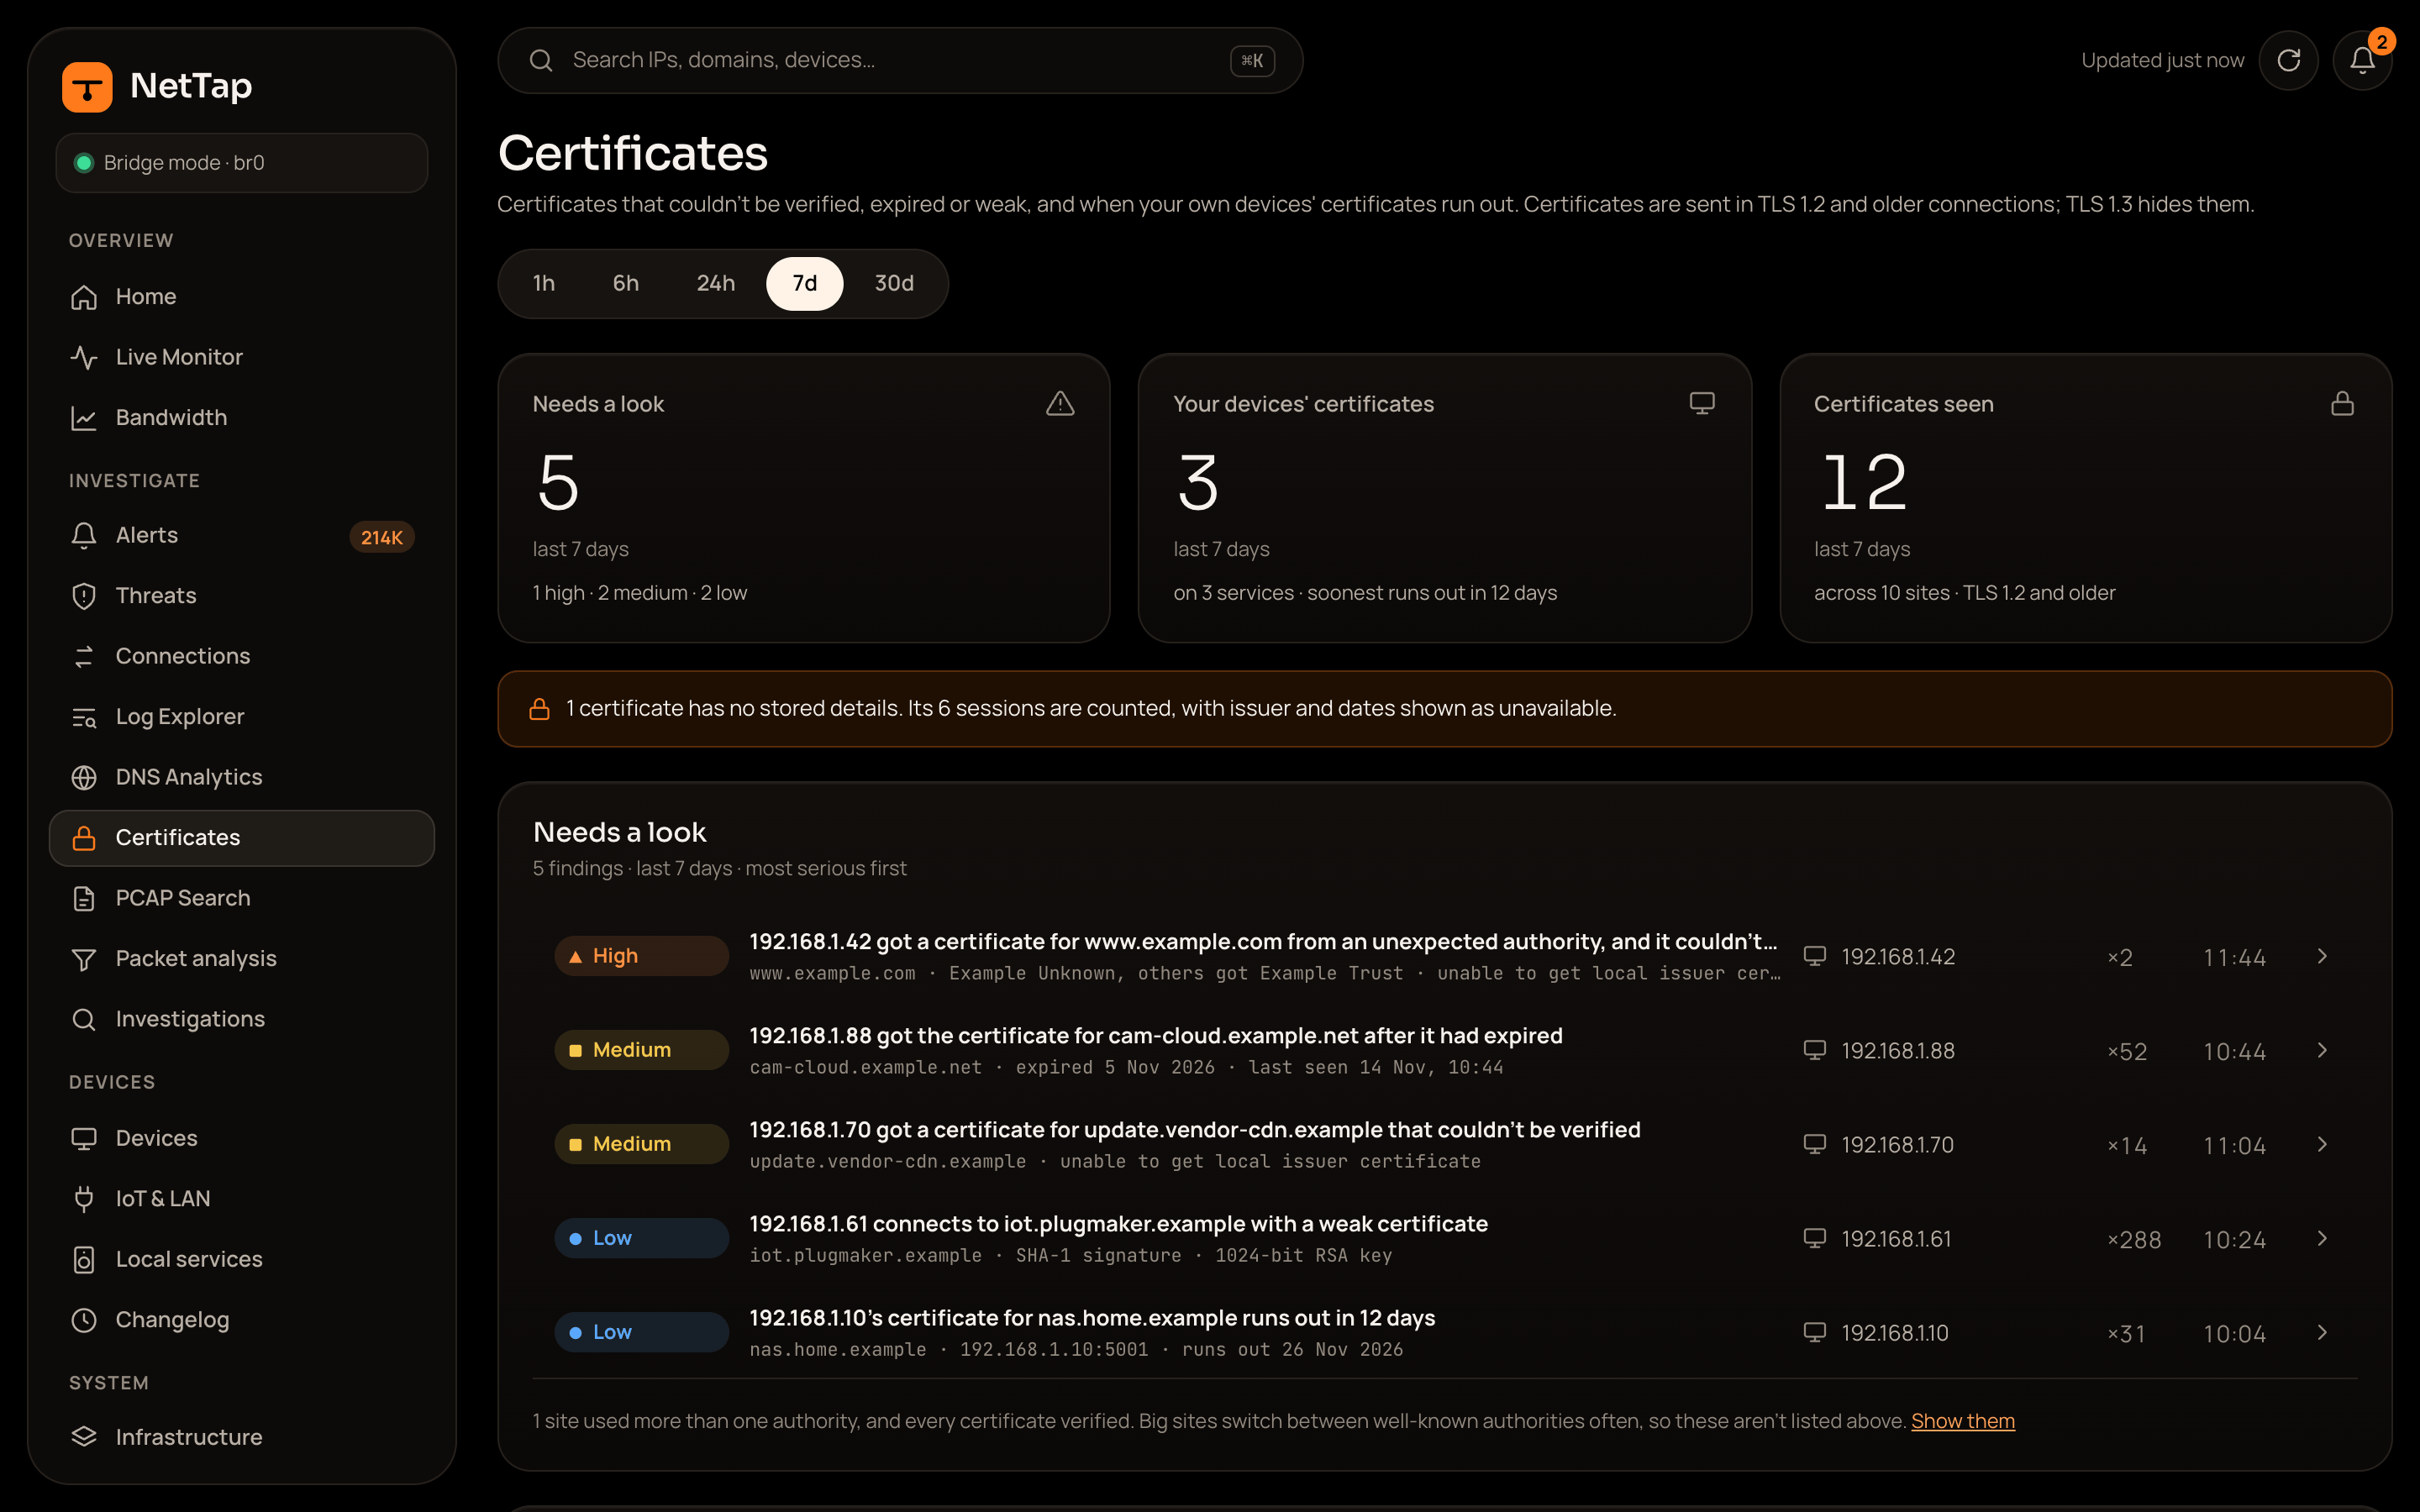 NetTap
Bridge mode · br0
OVERVIEW
Home
Live Monitor
Bandwidth
INVESTIGATE
Alerts 214K
Threats
Connections
Log Explorer
DNS Analytics
Certificates
PCAP Search
Packet analysis
Investigations
DEVICES
Devices
IoT & LAN
Local services
Changelog
SYSTEM
Infrastructure
Search IPs, domains, devices... ⌘K
Updated just now 2
Certificates
Certificates that couldn't be verified, expired or weak, and when your own devices' certificates run out. Certificates are sent in TLS 1.2 and older connections; TLS 1.3 hides them.
1h 6h 24h 7d 30d
Needs a look
5
last 7 days
1 high · 2 medium · 2 low
Your devices' certificates
3
last 7 days
on 3 services · soonest runs out in 12 days
Certificates seen
12
last 7 days
across 10 sites · TLS 1.2 and older
1 certificate has no stored details. Its 6 sessions are counted, with issuer and dates shown as unavailable.
Needs a look
5 findings · last 7 days · most serious first
High 192.168.1.42 got a certificate for www.example.com from an unexpected authority, and it couldn't… 192.168.1.42 ×2 11:44
www.example.com · Example Unknown, others got Example Trust · unable to get local issuer cer…
Medium 192.168.1.88 got the certificate for cam-cloud.example.net after it had expired 192.168.1.88 ×52 10:44
cam-cloud.example.net · expired 5 Nov 2026 · last seen 14 Nov, 10:44
Medium 192.168.1.70 got a certificate for update.vendor-cdn.example that couldn't be verified 192.168.1.70 ×14 11:04
update.vendor-cdn.example · unable to get local issuer certificate
Low 192.168.1.61 connects to iot.plugmaker.example with a weak certificate 192.168.1.61 ×288 10:24
iot.plugmaker.example · SHA-1 signature · 1024-bit RSA key
Low 192.168.1.10's certificate for nas.home.example runs out in 12 days 192.168.1.10 ×31 10:04
nas.home.example · 192.168.1.10:5001 · runs out 26 Nov 2026
1 site used more than one authority, and every certificate verified. Big sites switch between well-known authorities often, so these aren't listed above. Show them